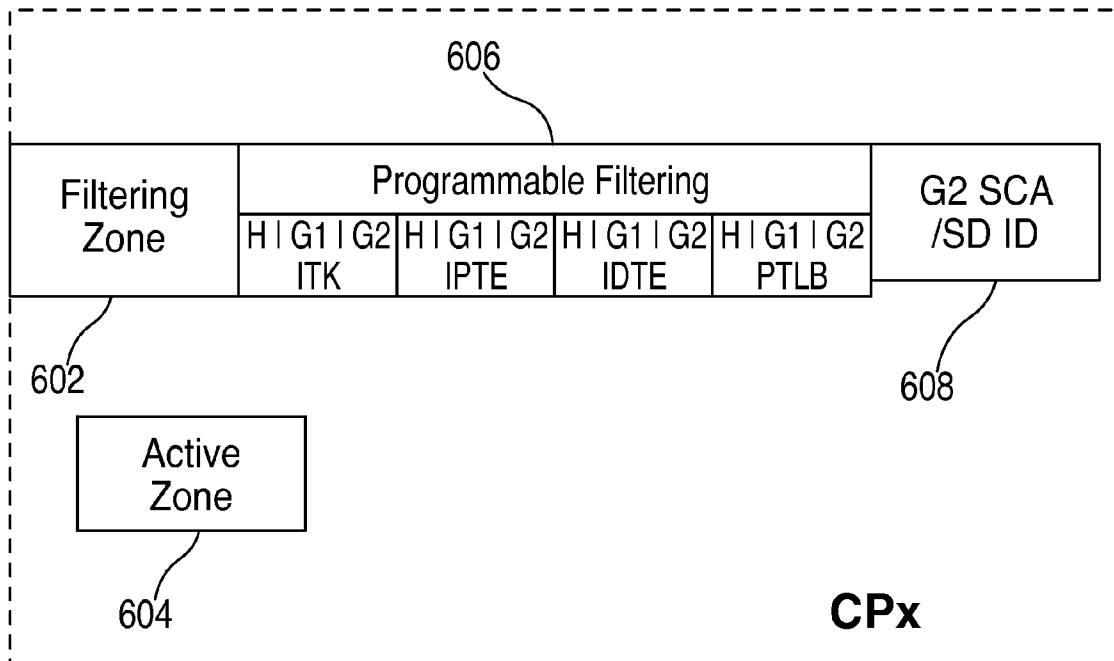 606
Filtering
Zone
Programmable Filtering
H | G1 | G2
ITK
H | G1 | G2
IPTE
H | G1 | G2
IDTE
H | G1 | G2
PTLB
G2 SCA
/SD ID
602
608
Active
Zone
604
CPx